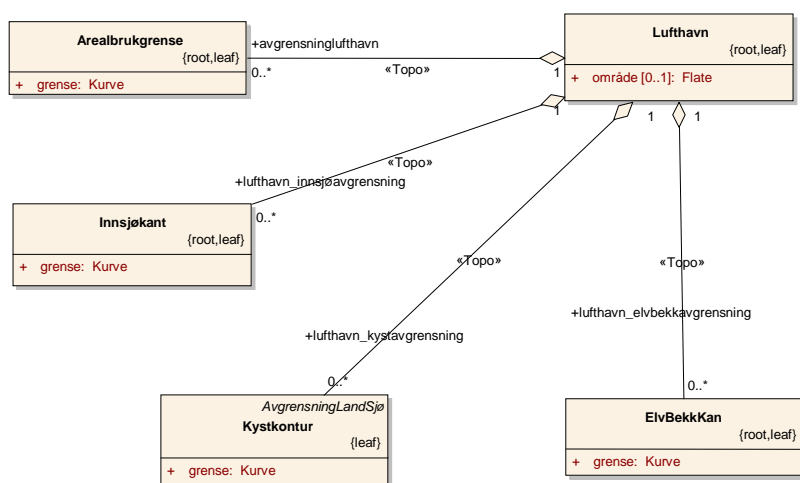 Arealbrukgrense
{root,leaf}
+ grense: Kurve
+avgrensninglufthavn
0..*
«Topo»
1
Lufthavn
{root,leaf}
+ område [0..1]: Flate
1
«Topo»
+lufthavn_innsjøavgrensning
0..*
Innsjøkant
{root,leaf}
+ grense: Kurve
1
«Topo»
+lufthavn_kystavgrensning
0..*
AvgrensningLandSjø
Kystkontur
{leaf}
+ grense: Kurve
1
«Topo»
+lufthavn_elvbekkavgrensning
0..*
ElvBekkKan
{root,leaf}
+ grense: Kurve